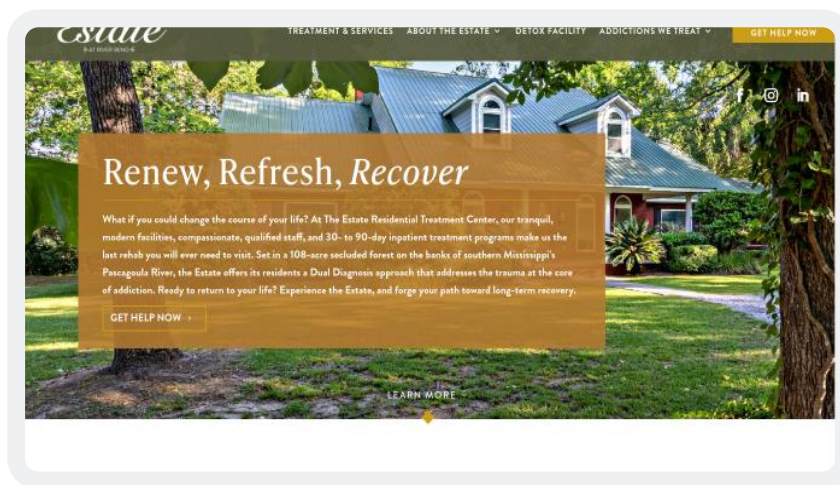 Estate
AT RIVER BEND
TREATMENT & SERVICES ABOUT THE ESTATE DETOX FACILITY ADDICTIONS WE TREAT GET HELP NOW
f in
Renew, Refresh, Recover
What if you could change the course of your life? At The Estate Residential Treatment Center, our tranquil,
modern facilities, compassionate, qualified staff, and 30- to 90-day inpatient treatment programs make us the
last rehab you will ever need to visit. Set in a 108-acre secluded forest on the banks of southern Mississippi's
Pascagoula River, the Estate offers its residents a Dual Diagnosis approach that addresses the trauma at the core
of addiction. Ready to return to your life? Experience the Estate, and forge your path toward long-term recovery.
GET HELP NOW ›
LEARN MORE